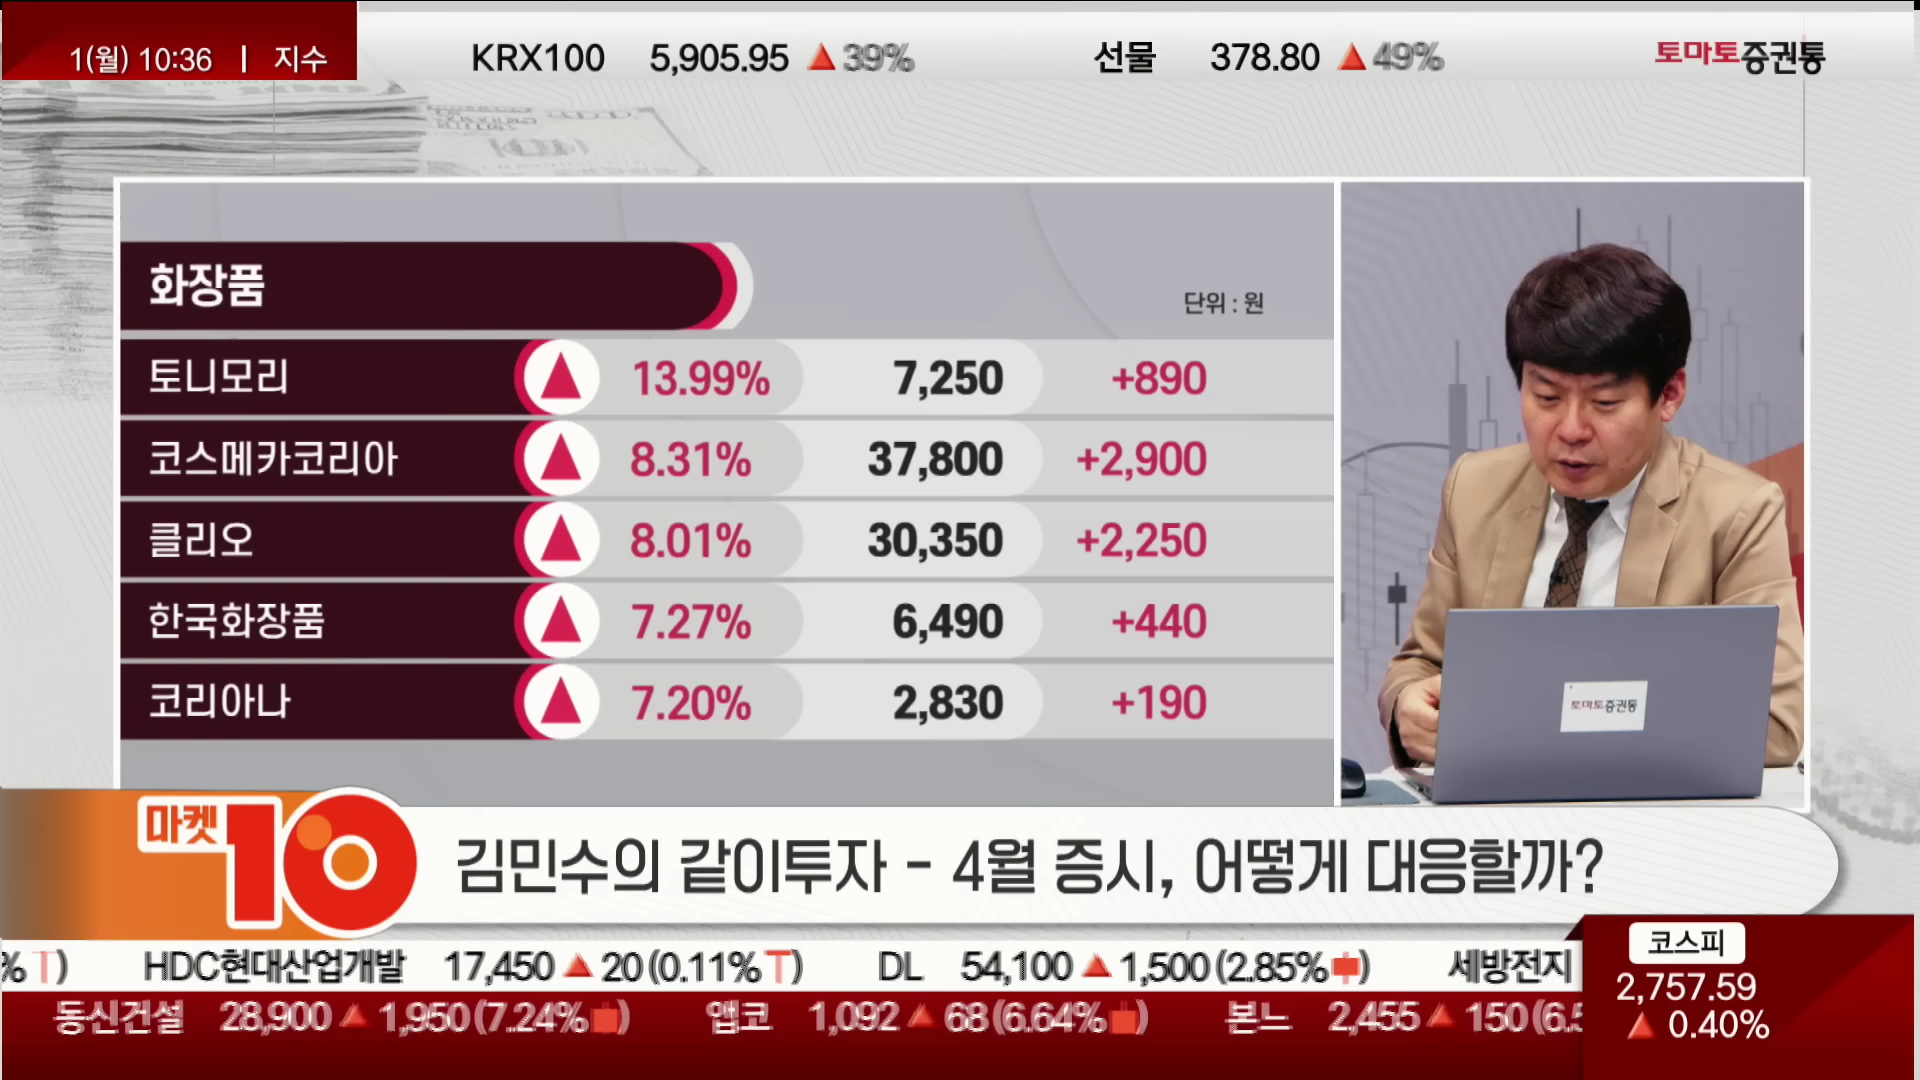 1(월) 10:36 | 지수
KRX100 5,905.95 ▲ 39%
선물 378.80 ▲ 49%
토마토증권통
화장품
단위 : 원
토니모리 ▲ 13.99% 7,250 +890
코스메카코리아 ▲ 8.31% 37,800 +2,900
클리오 ▲ 8.01% 30,350 +2,250
한국화장품 ▲ 7.27% 6,490 +440
코리아나 ▲ 7.20% 2,830 +190
토마토증권통
마켓
10
김민수의 같이투자 - 4월 증시, 어떻게 대응할까?
%) HDC현대산업개발 17,450 ▲ 20 (0.11%) DL 54,100 ▲ 1,500 (2.85%) 세방전지
동신건설 28,900 ▲ 1,950 (7.24%) 앱코 1,092 ▲ 68 (6.64%) 본느 2,455 ▲ 150 (6.5
코스피
2,757.59
▲ 0.40%